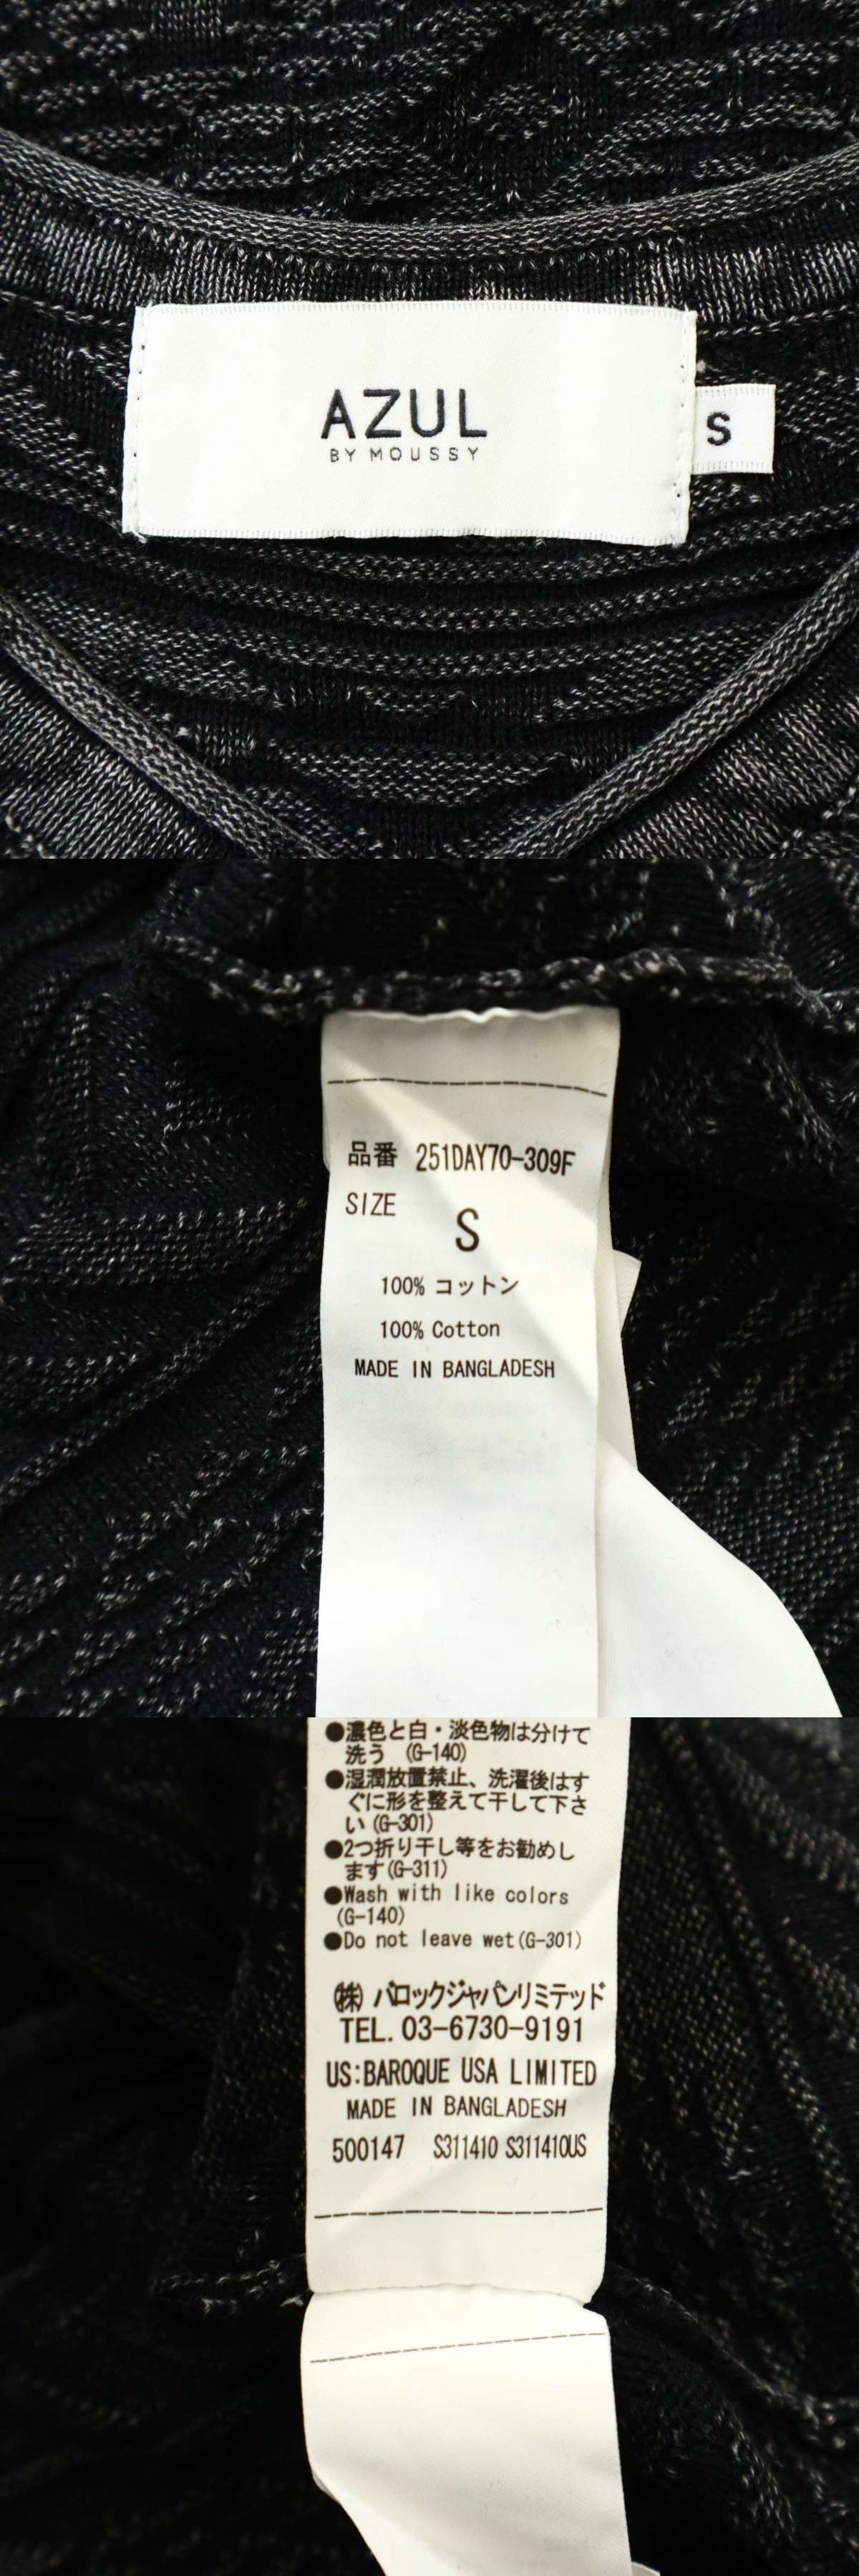 AZUL
BY MOUSSY
S
品番 251DAY70-309F
SIZE
S
100% コットン
100% Cotton
MADE IN BANGLADESH
●濃色と白・淡色物は分けて
洗う (G-140)
●湿潤放置禁止、洗濯後はす
ぐに形を整えて干して下さ
い(G-301)
●2つ折り干し等をお勧めし
ます(G-311)
●Wash with like colors
(G-140)
●Do not leave wet(G-301)
㈱ バロックジャパンリミテッド
TEL.03-6730-9191
US:BAROQUE USA LIMITED
MADE IN BANGLADESH
500147 S311410 S311410US